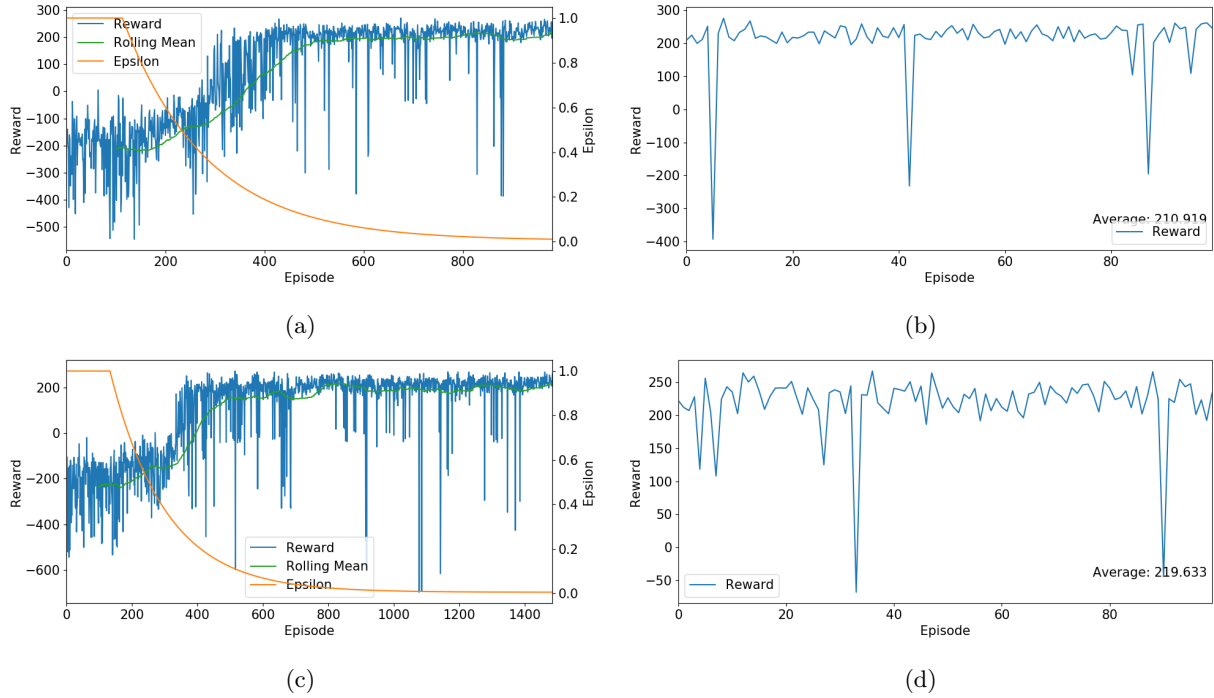 300
200
100
0
−100
−200
−300
−400
−500
Reward
Reward
Rolling Mean
Epsilon
1.0
0.8
0.6
0.4
0.2
0.0
Epsilon
0 200 400 600 800
Episode
(a)
300
200
100
0
−100
−200
−300
−400
Reward
Average: 210.919
Reward
0 20 40 60 80
Episode
(b)
200
0
−200
−400
−600
Reward
Reward
Rolling Mean
Epsilon
1.0
0.8
0.6
0.4
0.2
0.0
Epsilon
0 200 400 600 800 1000 1200 1400
Episode
(c)
250
200
150
100
50
0
−50
Reward
Average: 219.633
Reward
0 20 40 60 80
Episode
(d)